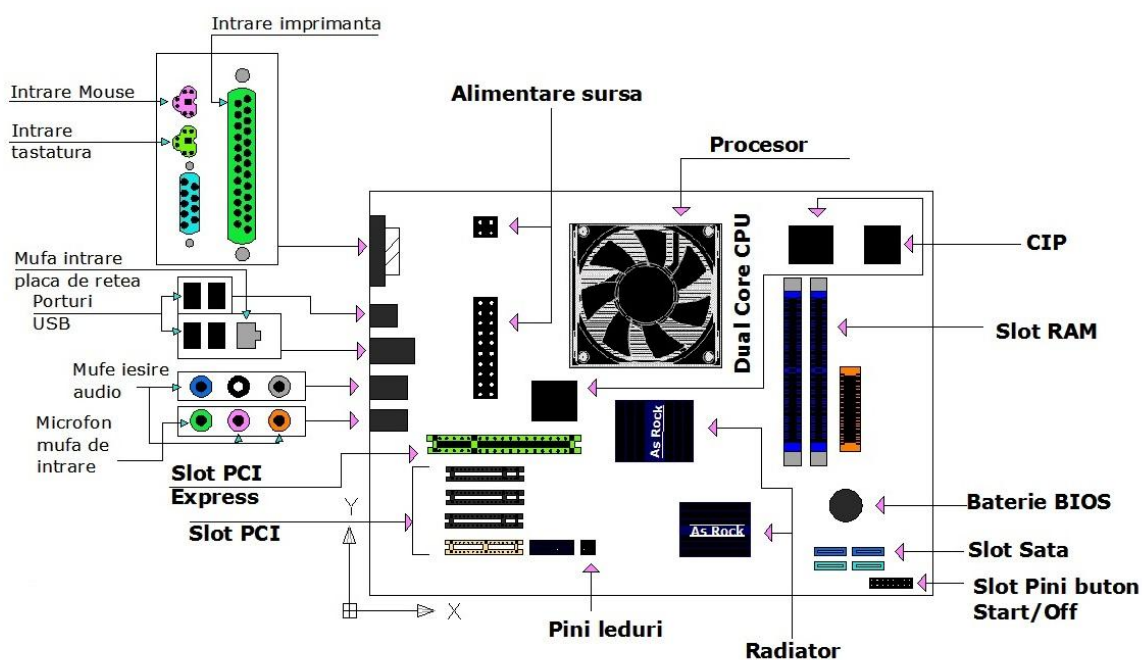 Intrare imprimanta
Intrare Mouse
Intrare
tastatura
Alimentare sursa
Procesor
Dual Core CPU
CIP
Mufa intrare
placa de retea
Porturi
USB
Slot RAM
Mufe iesire
audio
Microfon
mufa de
intrare
As Rock
Slot PCI
Express
Slot PCI
Y
X
As Rock
Baterie BIOS
Slot Sata
Slot Pini buton
Start/Off
Pini leduri
Radiator